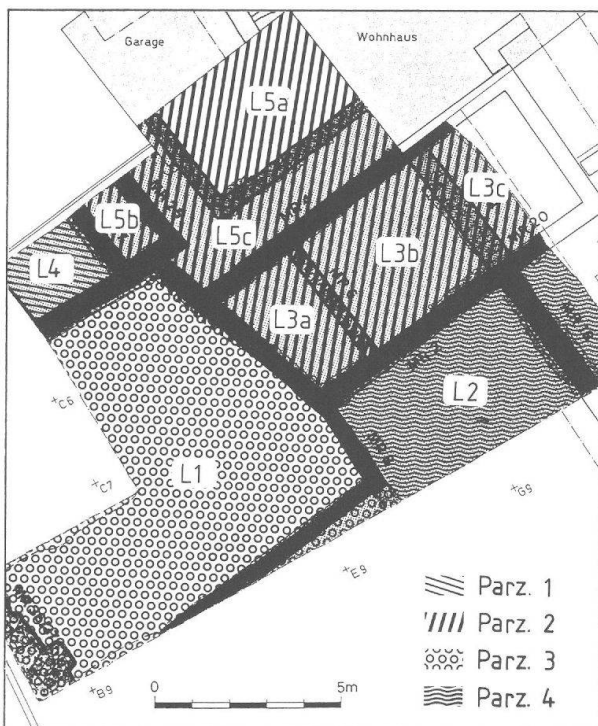 Garage
Wohnhaus
L5a
L3c
L5b
L5c
L4
L3b
L3a
L2
C6
L1
C7
G9
E9
Parz. 1
Parz. 2
Parz. 3
Parz. 4
B9
0 5m